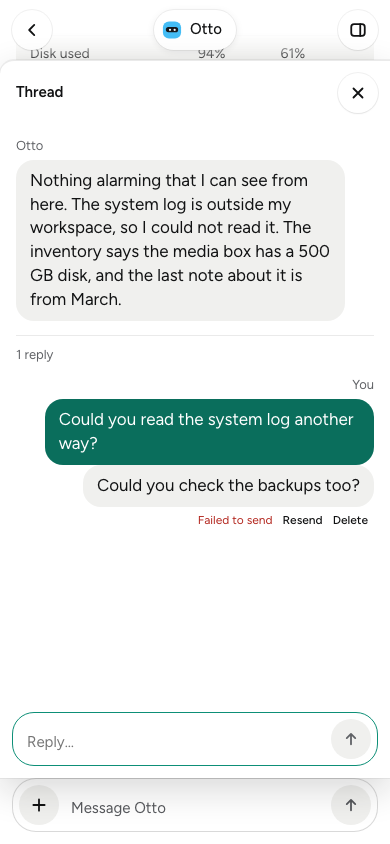 Otto
Disk used 94% 61%
Thread
Otto
Nothing alarming that I can see from
here. The system log is outside my
workspace, so I could not read it. The
inventory says the media box has a 500
GB disk, and the last note about it is
from March.
1 reply
You
Could you read the system log another
way?
Could you check the backups too?
Failed to send Resend Delete
Reply...
Message Otto